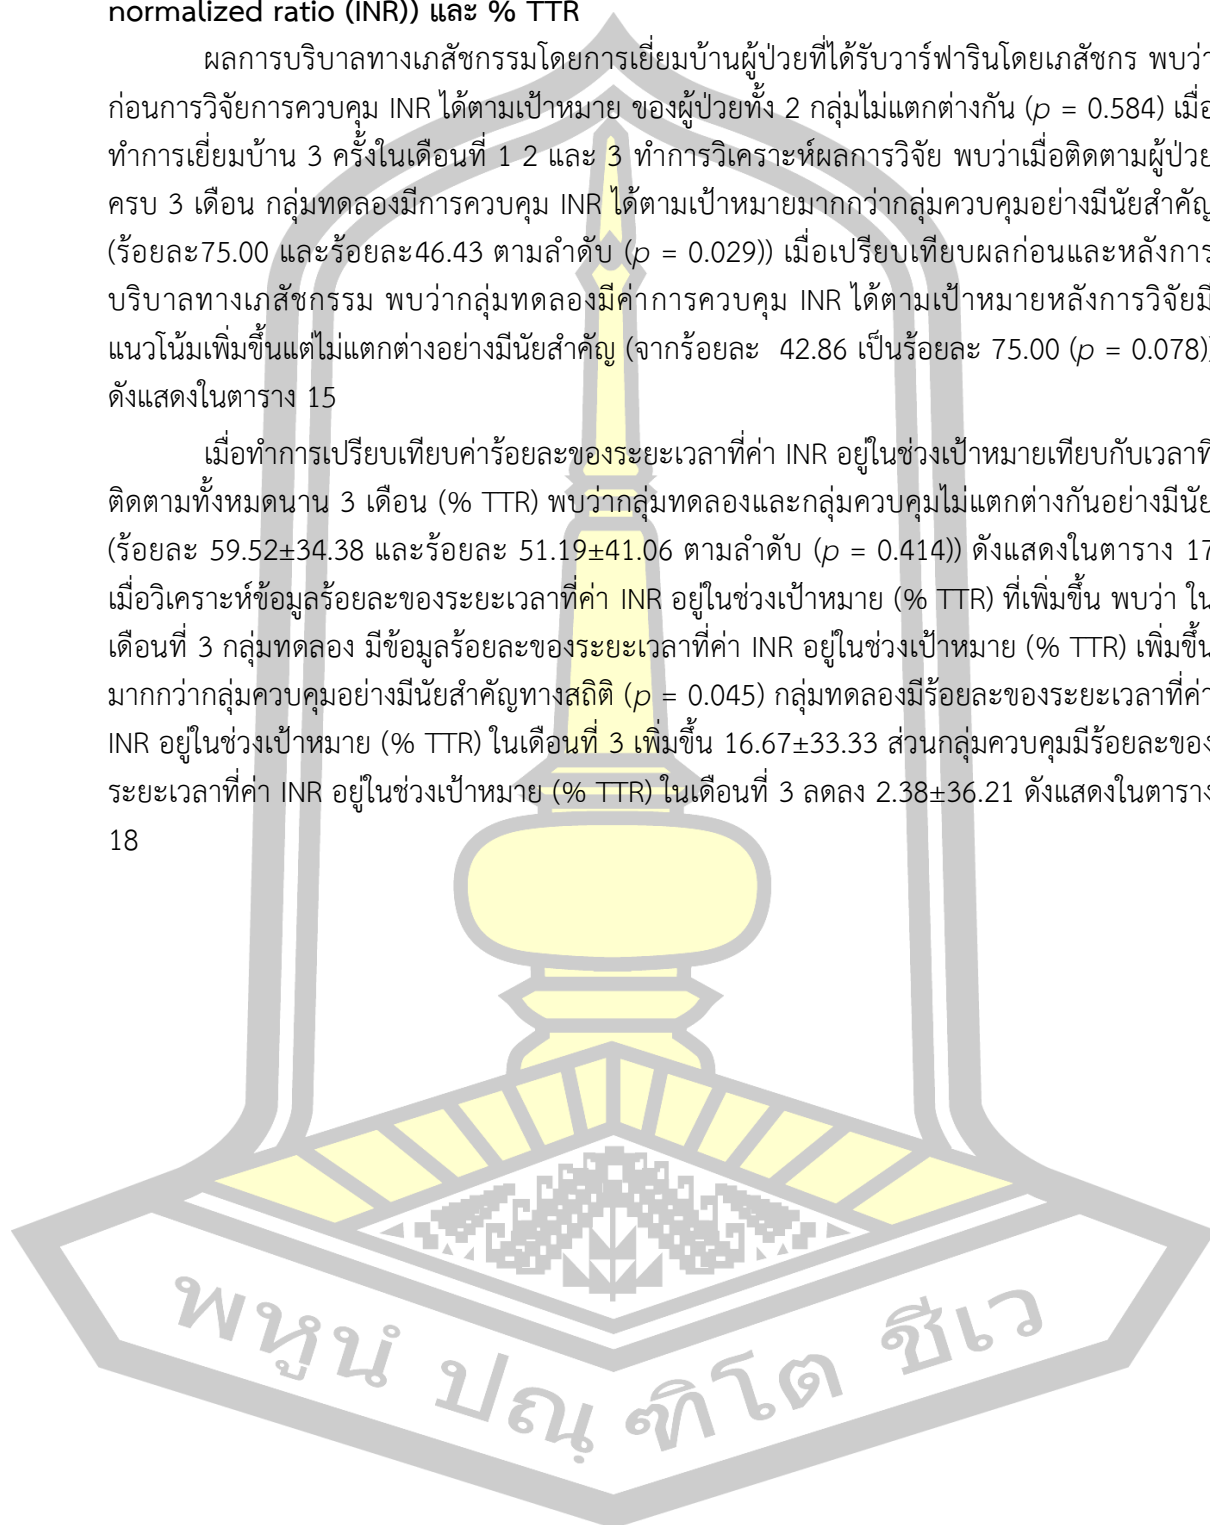 normalized ratio (INR)) และ % TTR
ผลการบริบาลทางเภสัชกรรมโดยการเยี่ยมบ้านผู้ป่วยที่ได้รับวาร์ฟารินโดยเภสัชกร พบว่า
ก่อนการวิจัยการควบคุม INR ได้ตามเป้าหมาย ของผู้ป่วยทั้ง 2 กลุ่มไม่แตกต่างกัน (p = 0.584) เมื่อ
ทำการเยี่ยมบ้าน 3 ครั้งในเดือนที่ 1 2 และ 3 ทำการวิเคราะห์ผลการวิจัย พบว่าเมื่อติดตามผู้ป่วย
ครบ 3 เดือน กลุ่มทดลองมีการควบคุม INR ได้ตามเป้าหมายมากกว่ากลุ่มควบคุมอย่างมีนัยสำคัญ
(ร้อยละ75.00 และร้อยละ46.43 ตามลำดับ (p = 0.029)) เมื่อเปรียบเทียบผลก่อนและหลังการ
บริบาลทางเภสัชกรรม พบว่ากลุ่มทดลองมีค่าการควบคุม INR ได้ตามเป้าหมายหลังการวิจัยมี
แนวโน้มเพิ่มขึ้นแต่ไม่แตกต่างอย่างมีนัยสำคัญ (จากร้อยละ 42.86 เป็นร้อยละ 75.00 (p = 0.078))
ดังแสดงในตาราง 15
เมื่อทำการเปรียบเทียบค่าร้อยละของระยะเวลาที่ค่า INR อยู่ในช่วงเป้าหมายเทียบกับเวลาที่
ติดตามทั้งหมดนาน 3 เดือน (% TTR) พบว่ากลุ่มทดลองและกลุ่มควบคุมไม่แตกต่างกันอย่างมีนัย
(ร้อยละ 59.52±34.38 และร้อยละ 51.19±41.06 ตามลำดับ (p = 0.414)) ดังแสดงในตาราง 17
เมื่อวิเคราะห์ข้อมูลร้อยละของระยะเวลาที่ค่า INR อยู่ในช่วงเป้าหมาย (% TTR) ที่เพิ่มขึ้น พบว่า ใน
เดือนที่ 3 กลุ่มทดลอง มีข้อมูลร้อยละของระยะเวลาที่ค่า INR อยู่ในช่วงเป้าหมาย (% TTR) เพิ่มขึ้น
มากกว่ากลุ่มควบคุมอย่างมีนัยสำคัญทางสถิติ (p = 0.045) กลุ่มทดลองมีร้อยละของระยะเวลาที่ค่า
INR อยู่ในช่วงเป้าหมาย (% TTR) ในเดือนที่ 3 เพิ่มขึ้น 16.67±33.33 ส่วนกลุ่มควบคุมมีร้อยละของ
ระยะเวลาที่ค่า INR อยู่ในช่วงเป้าหมาย (% TTR) ในเดือนที่ 3 ลดลง 2.38±36.21 ดังแสดงในตาราง
18
พหูนํ ปณฺฑิโต ชีเว